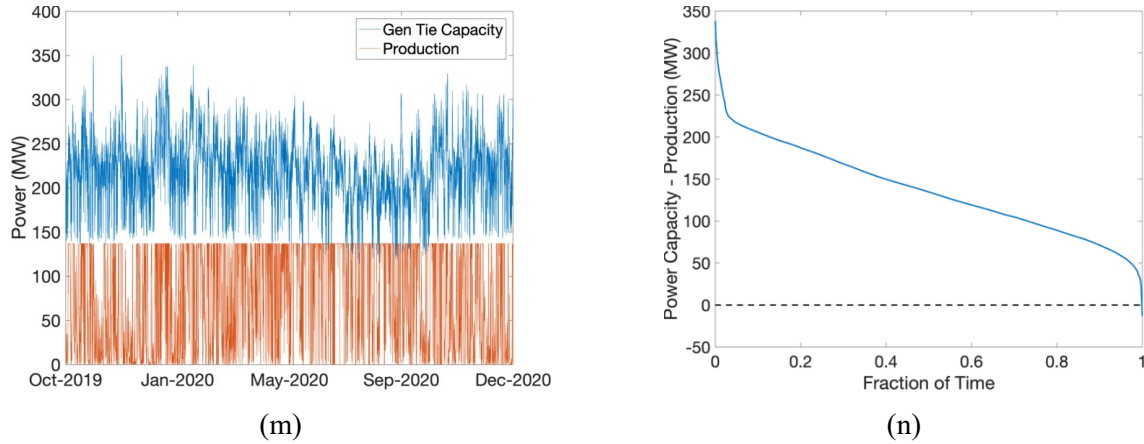 400
350
300
250
200
150
100
50
0
Power (MW)
Gen Tie Capacity
Production
Oct-2019 Jan-2020 May-2020 Sep-2020 Dec-2020
(m)
350
300
250
200
150
100
50
0
-50
Power Capacity - Production (MW)
0 0.2 0.4 0.6 0.8 1
Fraction of Time
(n)